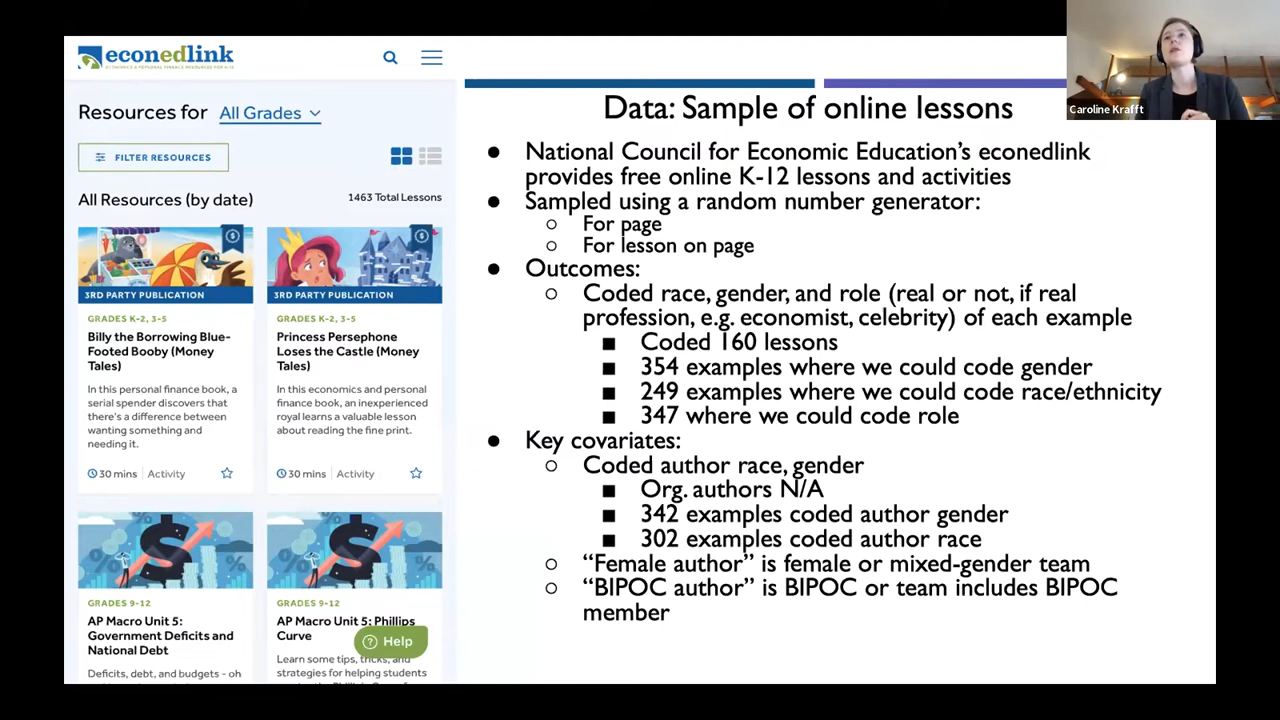 econedlink
Resources for All Grades
FILTER RESOURCES
All Resources (by date)
1463 Total Lessons
3RD PARTY PUBLICATION
GRADES K-2, 3-5
Billy the Borrowing Blue-
Footed Booby (Money
Tales)
In this personal finance book, a
serial spender discovers that
there's a difference between
wanting something and
needing it.
30 mins Activity
3RD PARTY PUBLICATION
GRADES K-2, 3-5
Princess Persephone
Loses the Castle (Money
Tales)
In this economics and personal
finance book, an inexperienced
royal learns a valuable lesson
about reading the fine print.
30 mins Activity
GRADES 9-12
AP Macro Unit 5:
Government Deficits and
National Debt
Deficits, debt, and budgets - oh
GRADES 9-12
AP Macro Unit 5: Phillips
Curve
Learn some tips, tricks, and
strategies for helping students
Help
Data: Sample of online lessons
● National Council for Economic Education's econedlink
provides free online K-12 lessons and activities
● Sampled using a random number generator:
○ For page
○ For lesson on page
● Outcomes:
○ Coded race, gender, and role (real or not, if real
profession, e.g. economist, celebrity) of each example
■ Coded 160 lessons
■ 354 examples where we could code gender
■ 249 examples where we could code race/ethnicity
■ 347 where we could code role
● Key covariates:
○ Coded author race, gender
■ Org. authors N/A
■ 342 examples coded author gender
■ 302 examples coded author race
○ “Female author” is female or mixed-gender team
○ “BIPOC author” is BIPOC or team includes BIPOC
member
Caroline Krafft